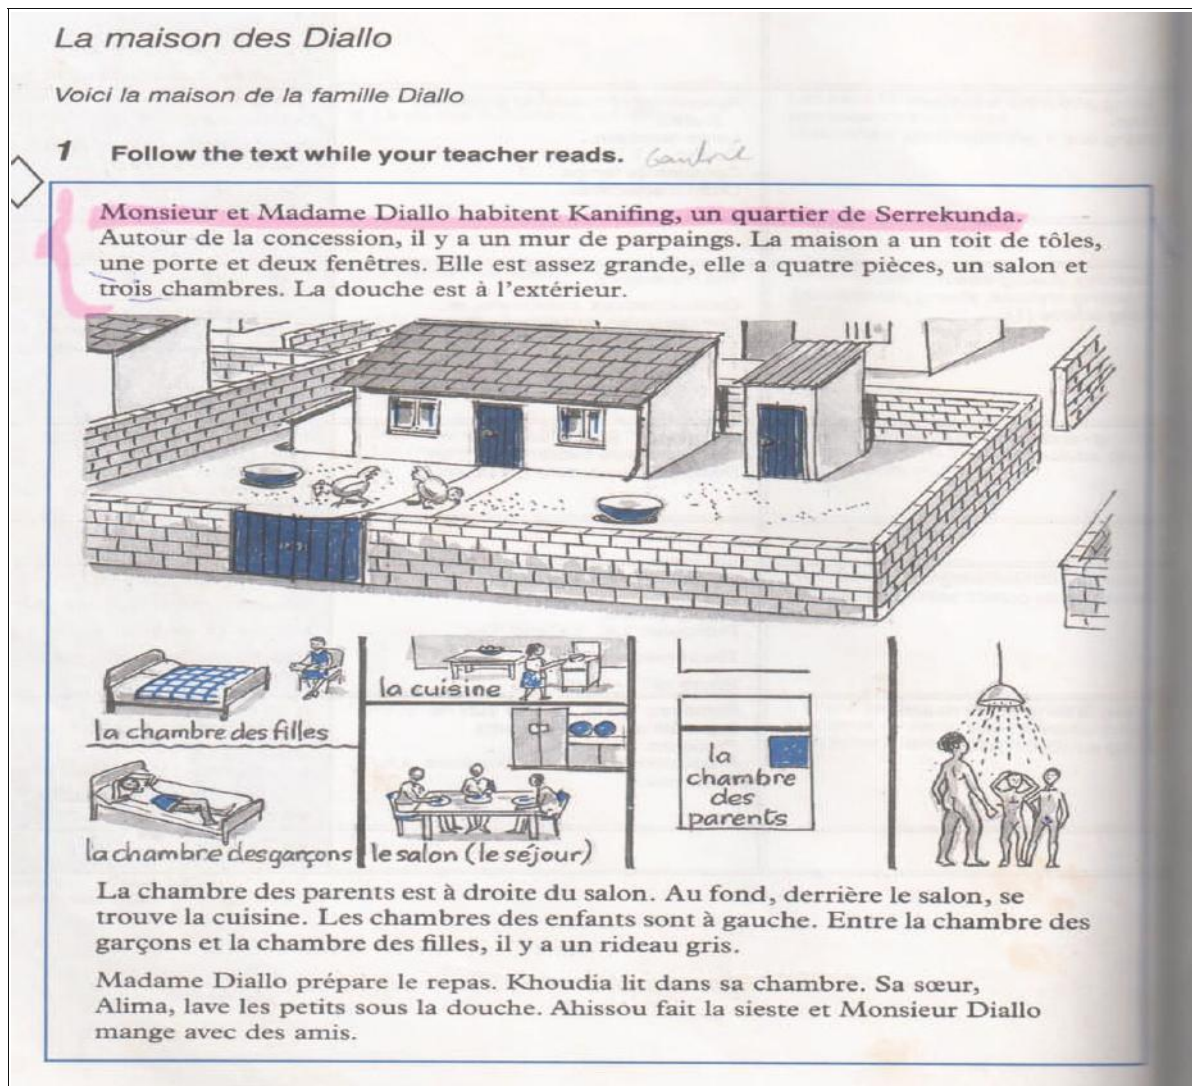 La maison des Diallo
Voici la maison de la famille Diallo
1 Follow the text while your teacher reads.
Monsieur et Madame Diallo habitent Kanifing, un quartier de Serrekunda.
Autour de la concession, il y a un mur de parpaings. La maison a un toit de tôles,
une porte et deux fenêtres. Elle est assez grande, elle a quatre pièces, un salon et
trois chambres. La douche est à l'extérieur.
la chambre des filles
la cuisine
la
chambre
des
parents
la chambre des garçons
le salon (le séjour)
La chambre des parents est à droite du salon. Au fond, derrière le salon, se
trouve la cuisine. Les chambres des enfants sont à gauche. Entre la chambre des
garçons et la chambre des filles, il y a un rideau gris.
Madame Diallo prépare le repas. Khoudia lit dans sa chambre. Sa sœur,
Alima, lave les petits sous la douche. Ahissou fait la sieste et Monsieur Diallo
mange avec des amis.